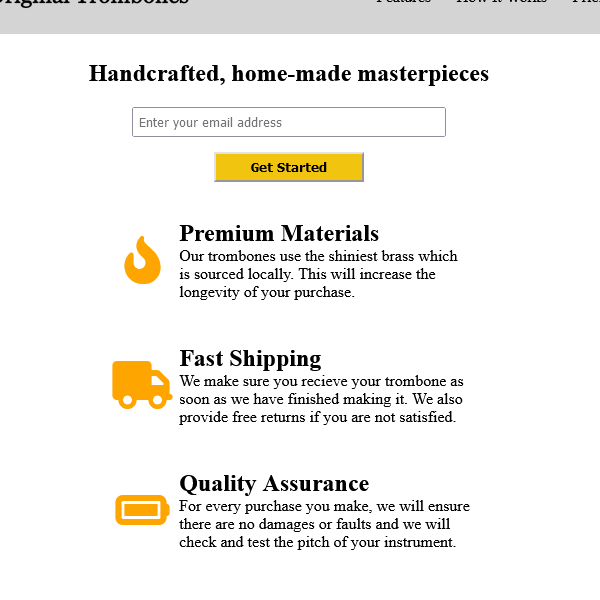 Original Trombones Features How It Works
Handcrafted, home-made masterpieces
Enter your email address
Get Started
Premium Materials
Our trombones use the shiniest brass which
is sourced locally. This will increase the
longevity of your purchase.
Fast Shipping
We make sure you recieve your trombone as
soon as we have finished making it. We also
provide free returns if you are not satisfied.
Quality Assurance
For every purchase you make, we will ensure
there are no damages or faults and we will
check and test the pitch of your instrument.